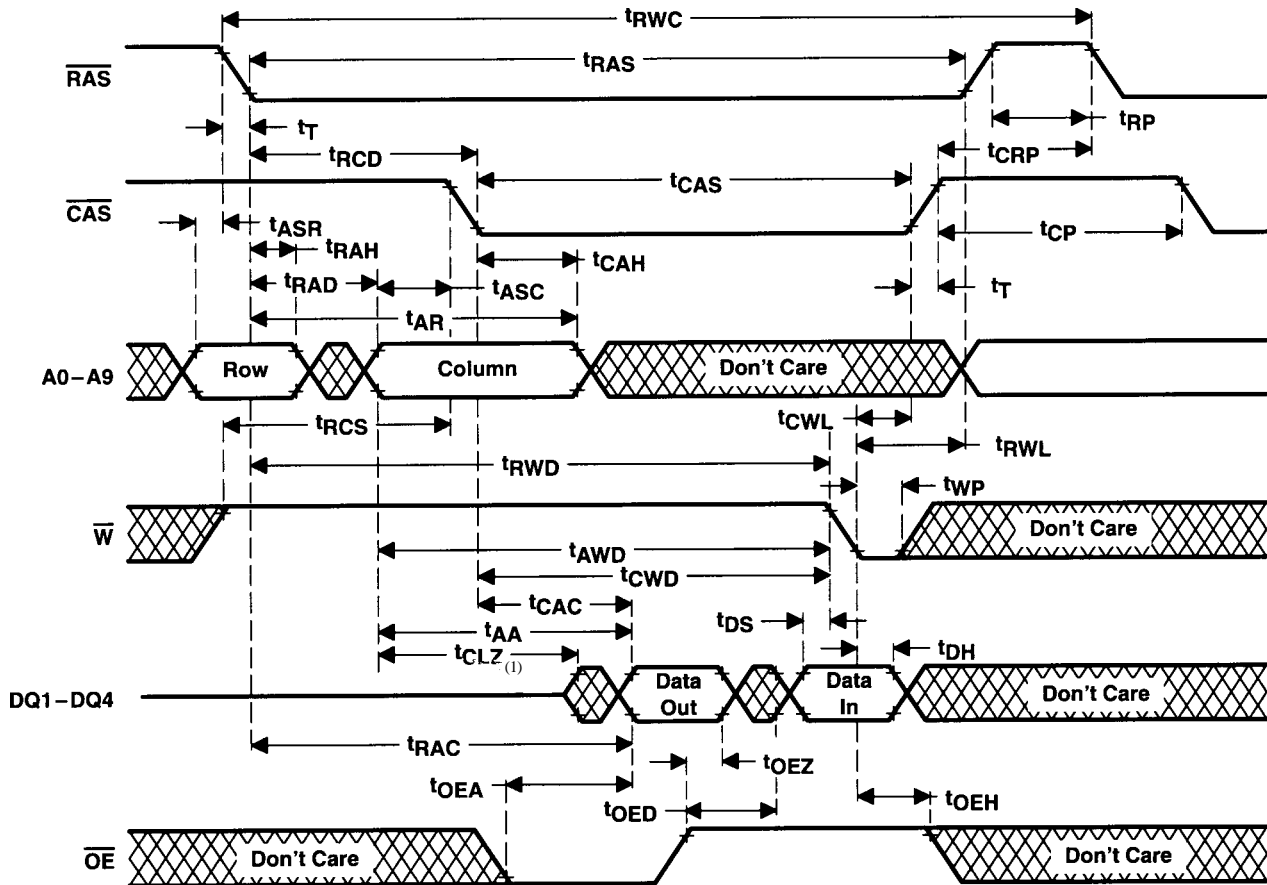 tRWC
RAS
tRAS
tT
tRP
tRCD
tCRP
CAS
tCAS
tASR
tCP
tRAH
tCAH
tRAD
tASC
tT
tAR
A0–A9
Row
Column
Don't Care
tRCS
tCWL
tRWL
tRWD
tWP
W
Don't Care
tAWD
tCWD
tCAC
tDS
tAA
tDH
tCLZ (1)
DQ1–DQ4
Data Out
Data In
Don't Care
tRAC
tOEZ
tOEA
tOED
tOEH
OE
Don't Care
Don't Care